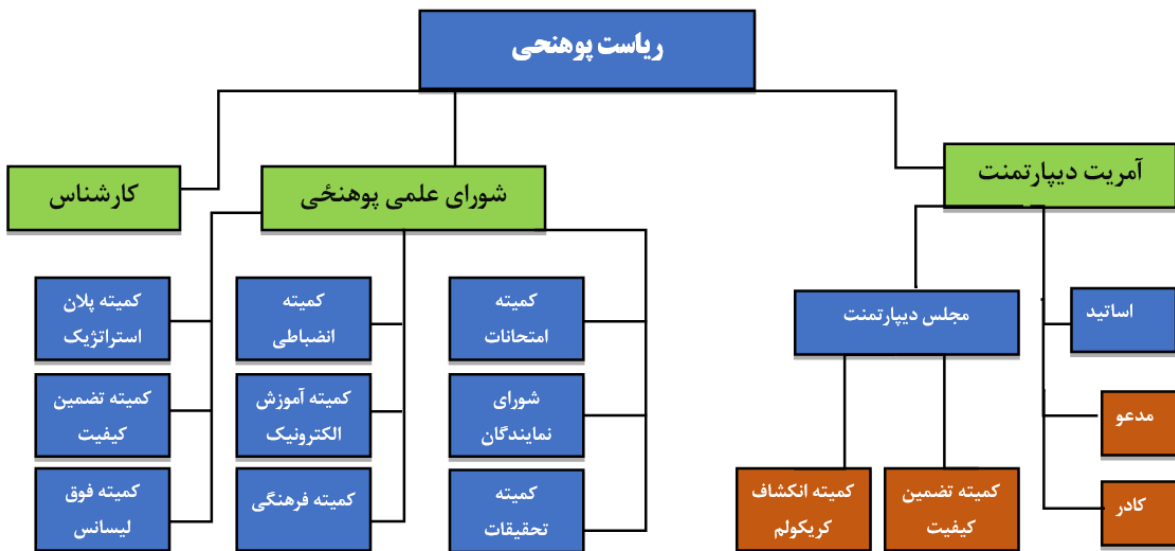 ریاست پوهنحی
آمریت دیپارتمنت
شورای علمی پوهنځی
کارشناس
اساتید
مجلس دیپارتمنت
کمیته
امتحانات
کمیته
انضباطی
کمیته پلان
استراتژیک
مدعو
شورای
نمایندگان
کمیته آموزش
الکترونیک
کمیته تضمین
کیفیت
کادر
کمیته تضمین
کیفیت
کمیته انکشاف
کریکولم
کمیته
تحقیقات
کمیته فرهنگی
کمیته فوق
لیسانس